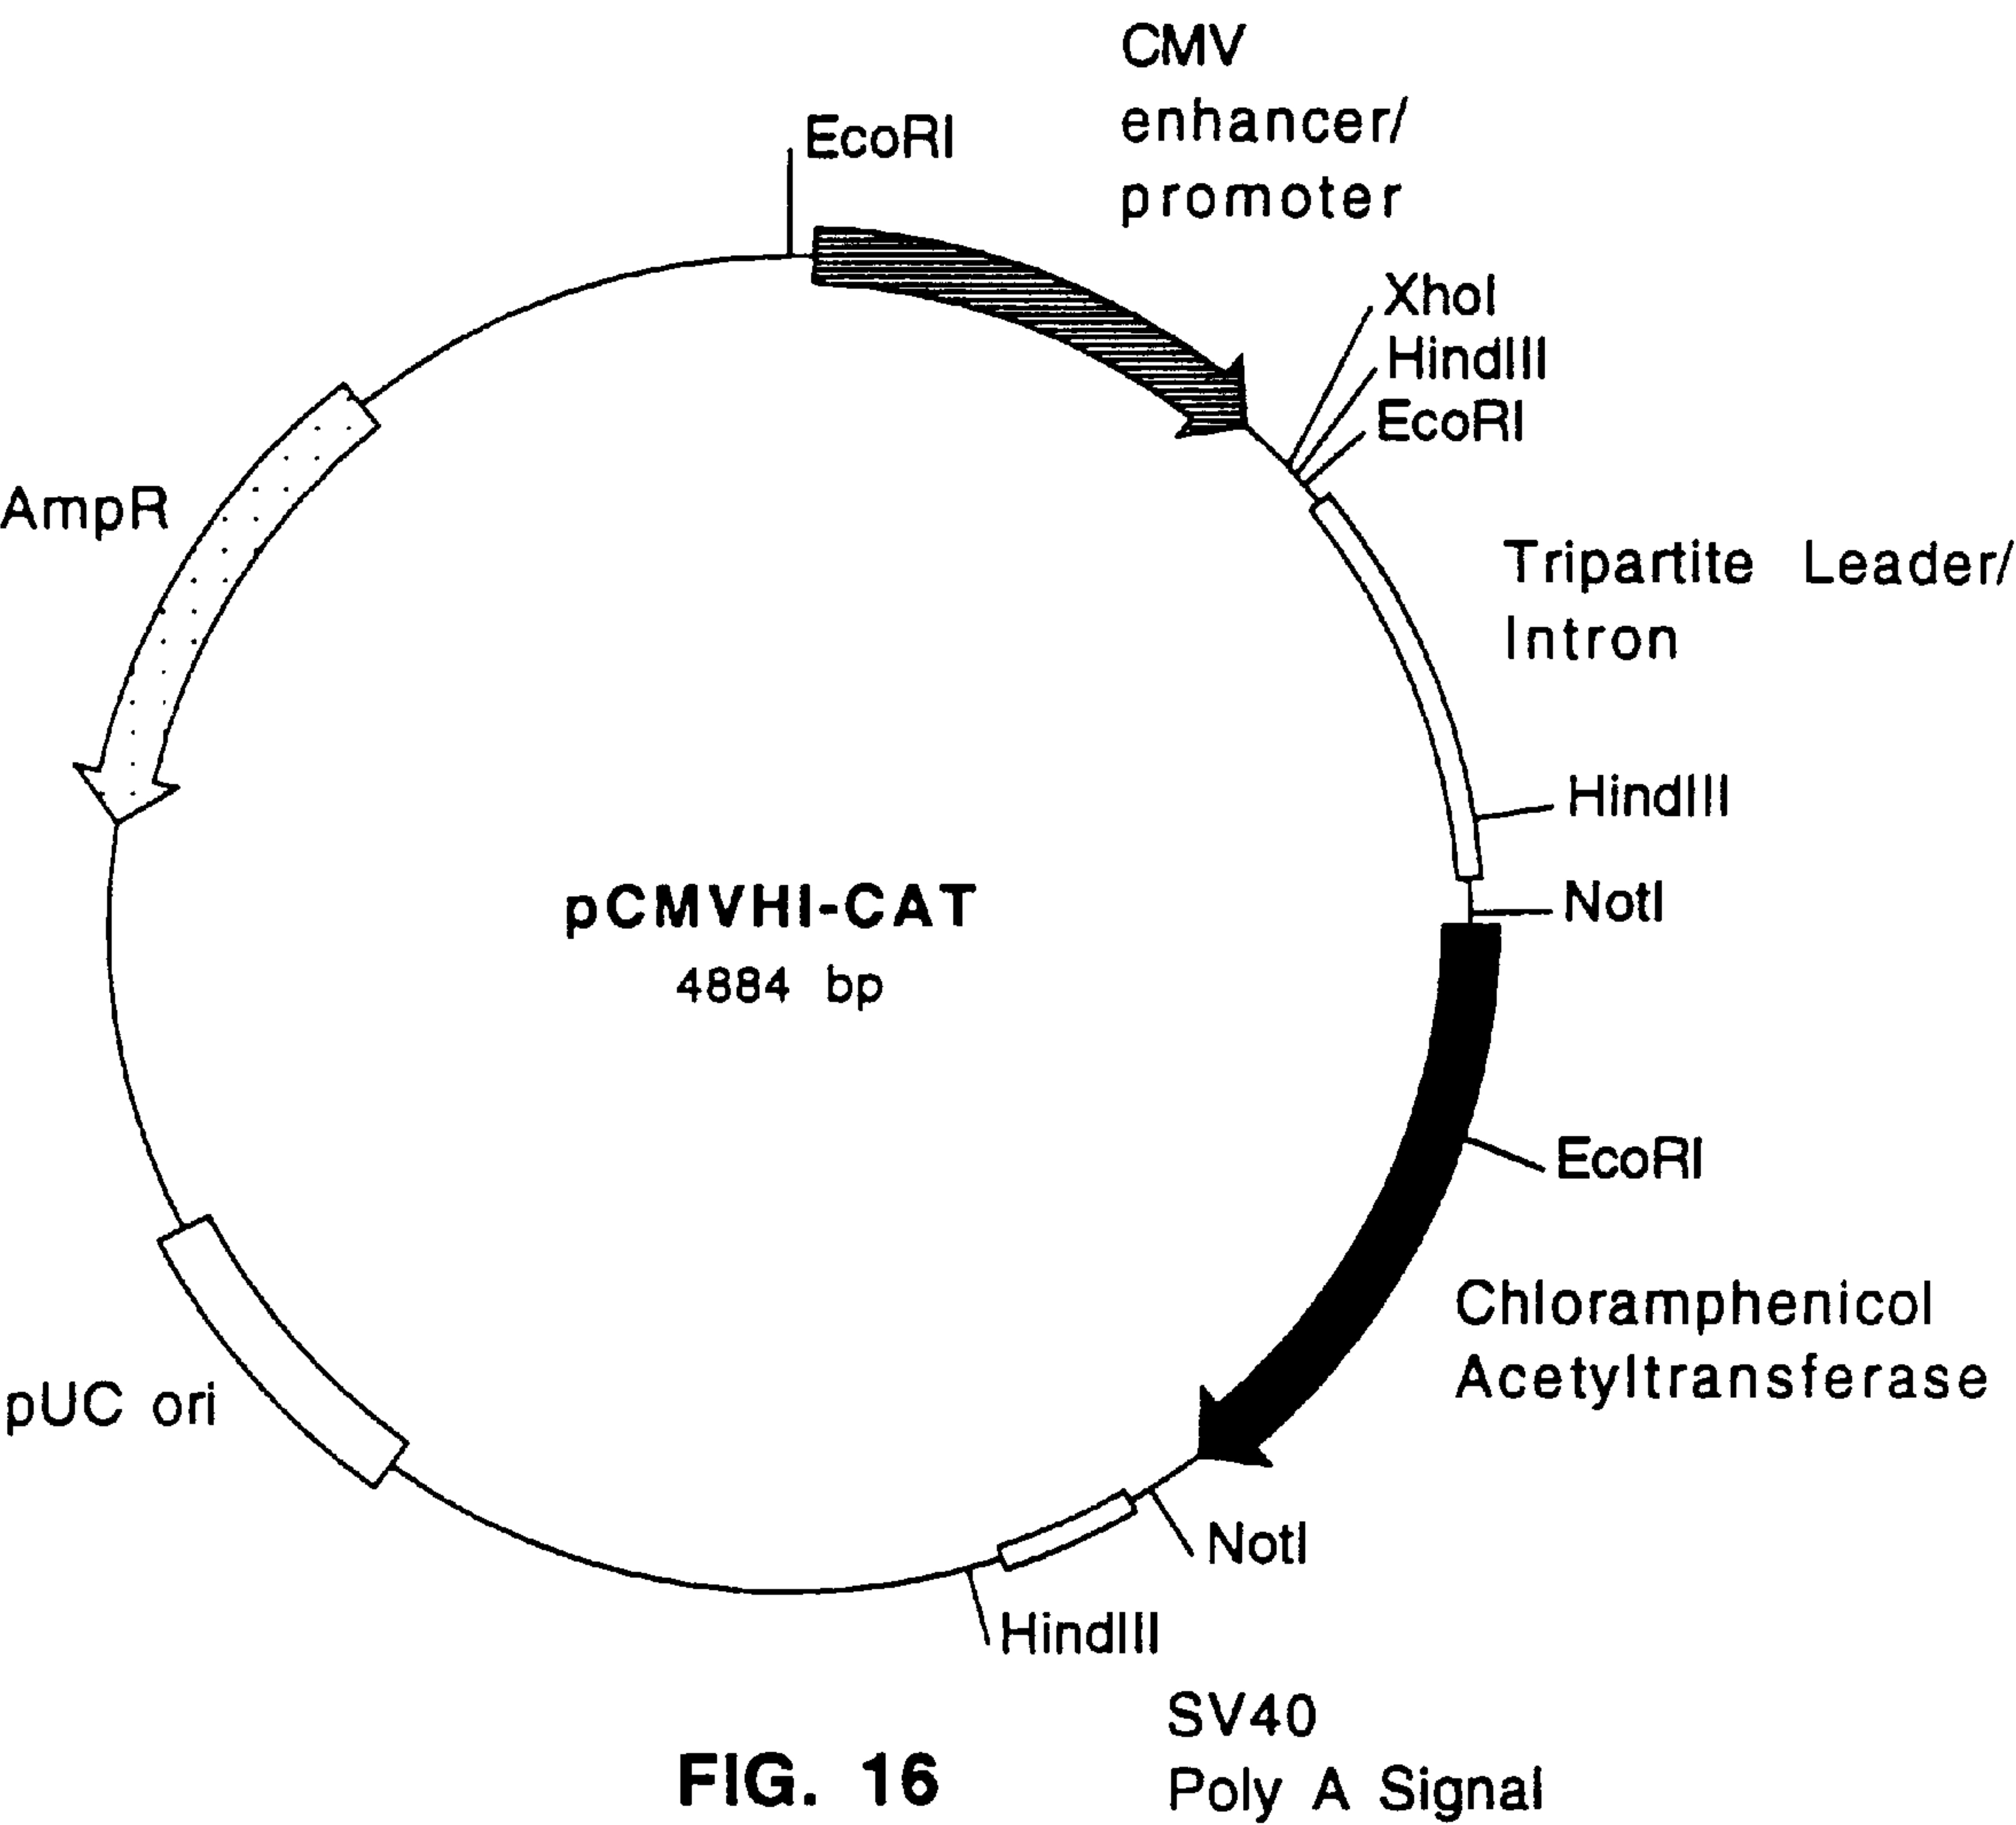 CMV
enhancer/
promoter
EcoRI
XhoI
HindIII
EcoRI
AmpR
Tripartite Leader/
Intron
HindIII
NotI
pCMVHI-CAT
4884 bp
EcoRI
Chloramphenicol
Acetyltransferase
pUC ori
NotI
HindIII
SV40
Poly A Signal
FIG. 16